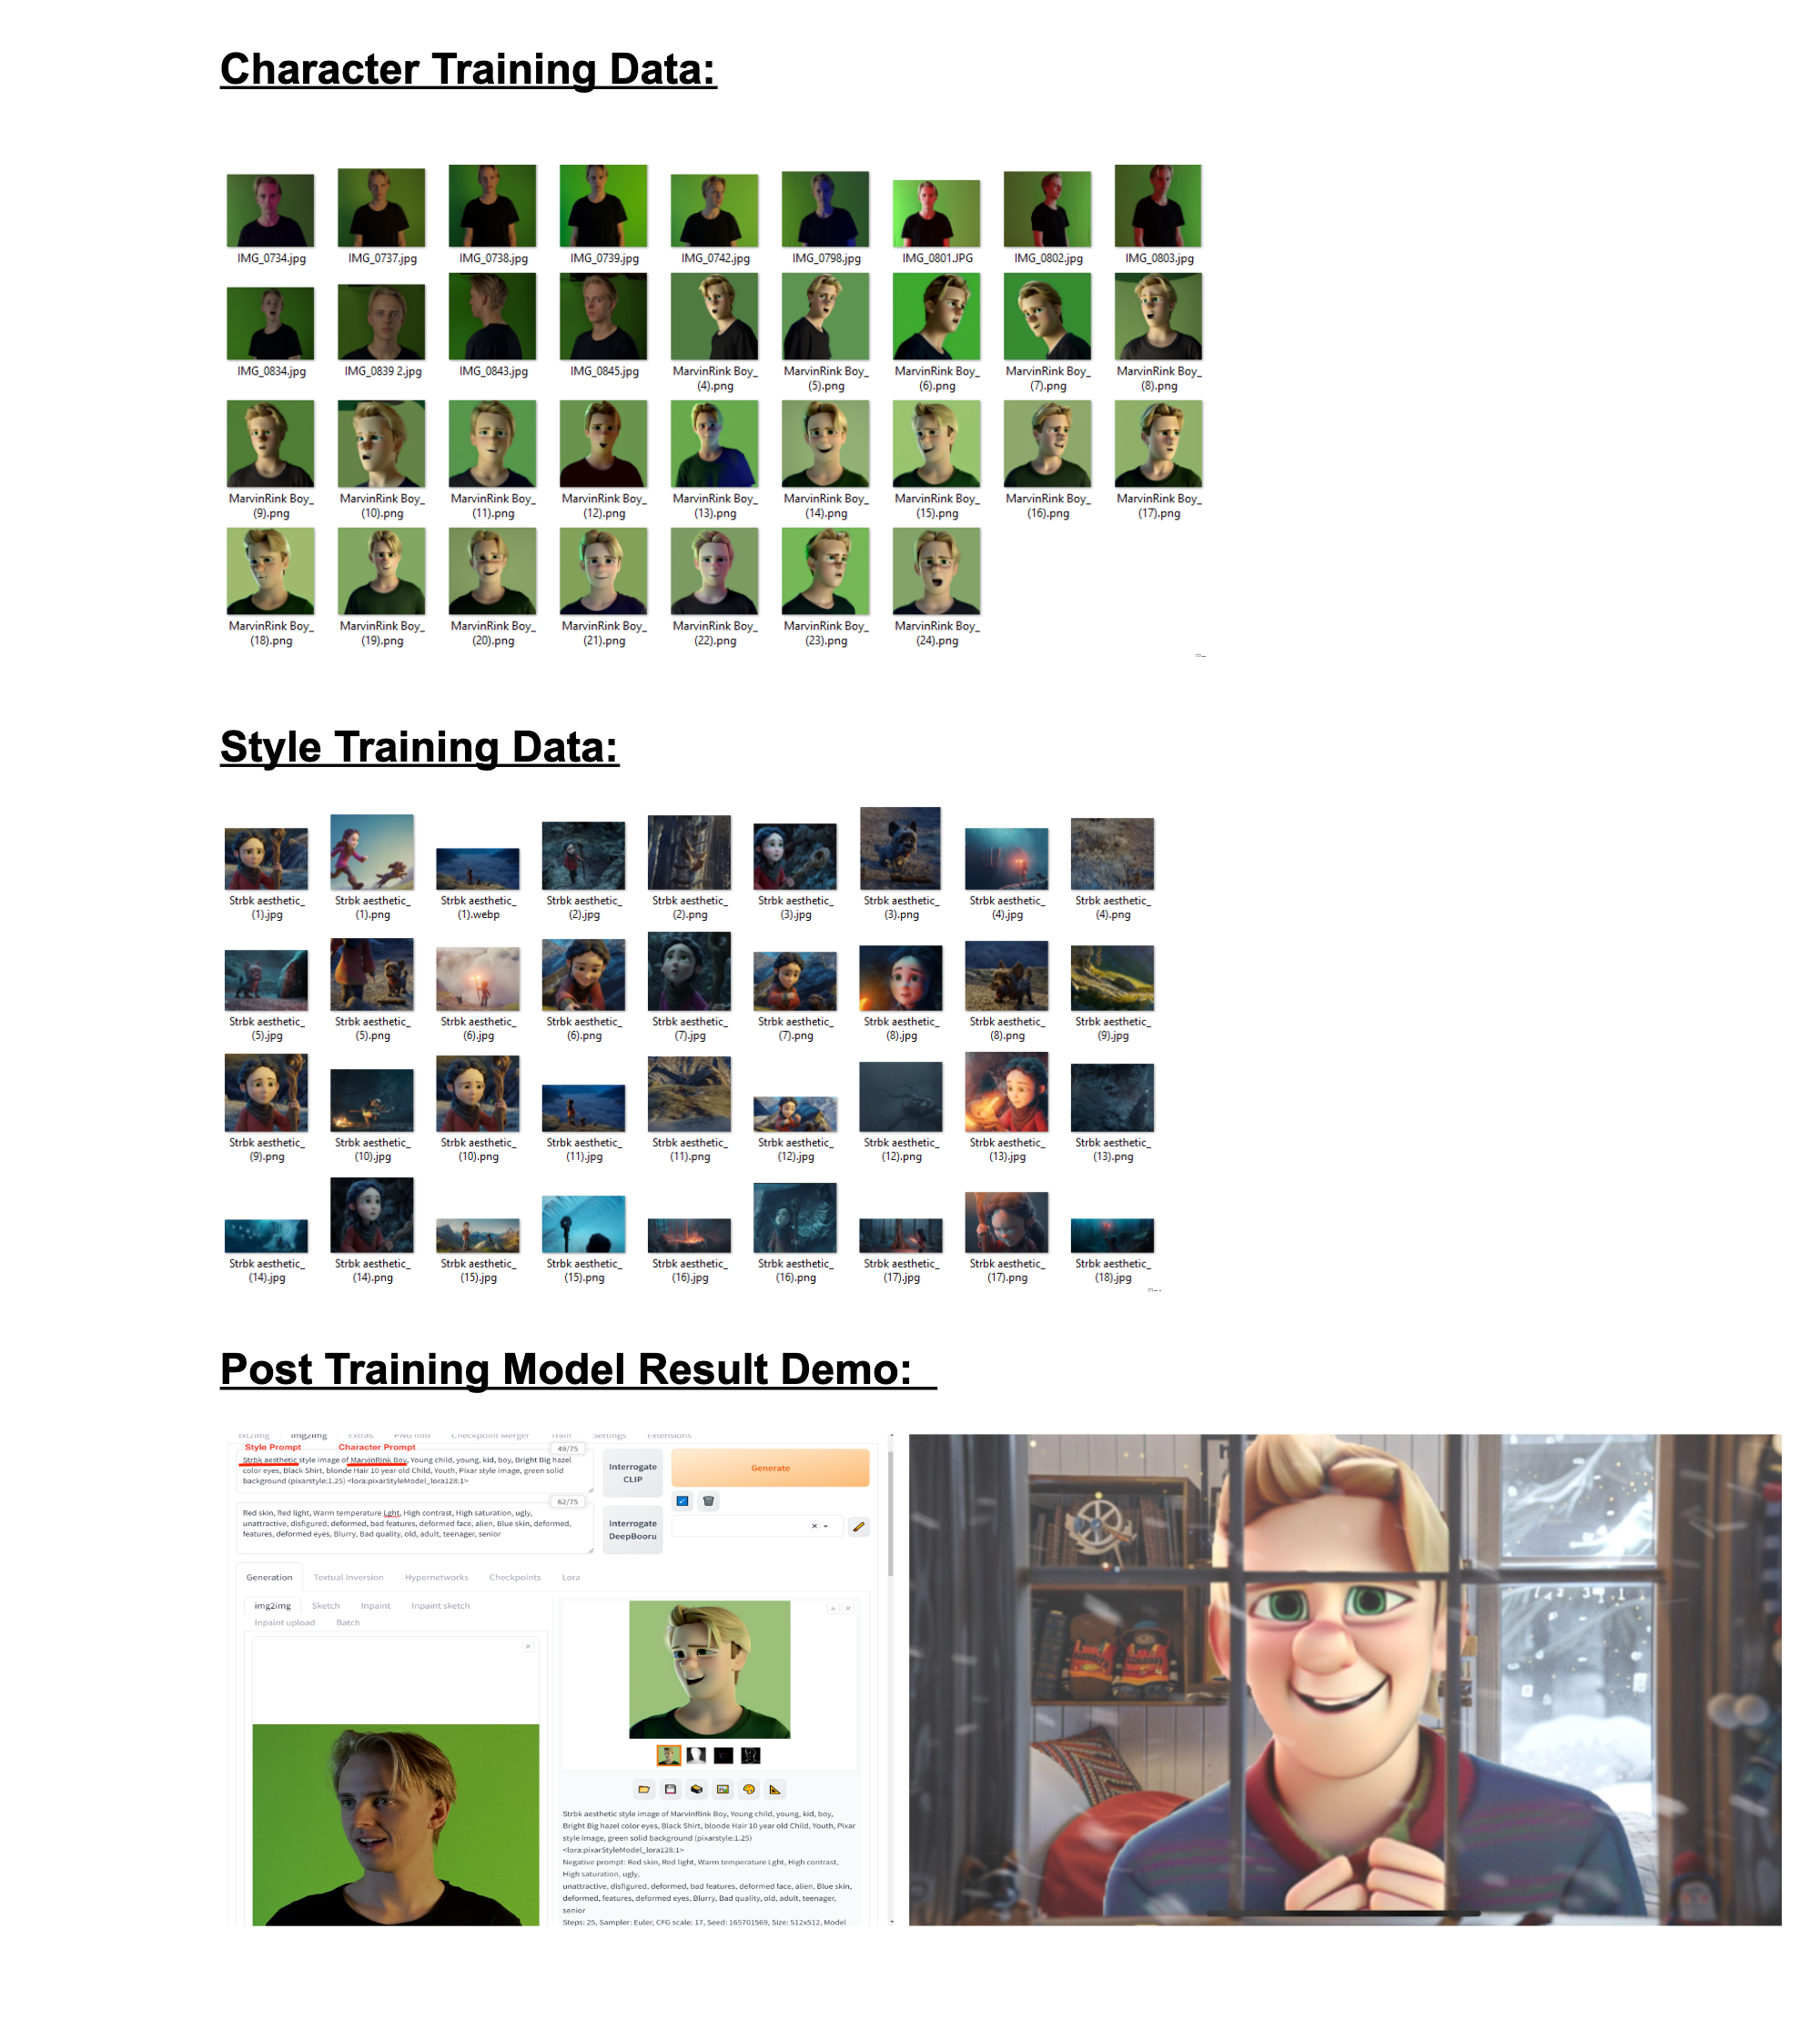 Character Training Data:
IMG_0734.jpg IMG_0737.jpg IMG_0738.jpg IMG_0739.jpg IMG_0742.jpg IMG_0798.jpg IMG_0801.JPG IMG_0802.jpg IMG_0803.jpg
IMG_0834.jpg IMG_0839 2.jpg IMG_0843.jpg IMG_0845.jpg MarvinRink Boy_ MarvinRink Boy_ MarvinRink Boy_ MarvinRink Boy_ MarvinRink Boy_
(4).png (5).png (6).png (7).png (8).png
MarvinRink Boy_ MarvinRink Boy_ MarvinRink Boy_ MarvinRink Boy_ MarvinRink Boy_ MarvinRink Boy_ MarvinRink Boy_ MarvinRink Boy_ MarvinRink Boy_
(9).png (10).png (11).png (12).png (13).png (14).png (15).png (16).png (17).png
MarvinRink Boy_ MarvinRink Boy_ MarvinRink Boy_ MarvinRink Boy_ MarvinRink Boy_ MarvinRink Boy_ MarvinRink Boy_
(18).png (19).png (20).png (21).png (22).png (23).png (24).png
Style Training Data:
Strbk aesthetic_ Strbk aesthetic_ Strbk aesthetic_ Strbk aesthetic_ Strbk aesthetic_ Strbk aesthetic_ Strbk aesthetic_ Strbk aesthetic_ Strbk aesthetic_
(1).jpg (1).png (1).webp (2).jpg (2).png (3).jpg (3).png (4).jpg (4).png
Strbk aesthetic_ Strbk aesthetic_ Strbk aesthetic_ Strbk aesthetic_ Strbk aesthetic_ Strbk aesthetic_ Strbk aesthetic_ Strbk aesthetic_ Strbk aesthetic_
(5).jpg (5).png (6).jpg (6).png (7).jpg (7).png (8).jpg (8).png (9).jpg
Strbk aesthetic_ Strbk aesthetic_ Strbk aesthetic_ Strbk aesthetic_ Strbk aesthetic_ Strbk aesthetic_ Strbk aesthetic_ Strbk aesthetic_ Strbk aesthetic_
(9).png (10).jpg (10).png (11).jpg (11).png (12).jpg (12).png (13).jpg (13).png
Strbk aesthetic_ Strbk aesthetic_ Strbk aesthetic_ Strbk aesthetic_ Strbk aesthetic_ Strbk aesthetic_ Strbk aesthetic_ Strbk aesthetic_ Strbk aesthetic_
(14).jpg (14).png (15).jpg (15).png (16).jpg (16).png (17).jpg (17).png (18).jpg
Post Training Model Result Demo:
txt2img img2img Extras PNG Info Checkpoint Merger Train Settings Extensions
Style Prompt Character Prompt 49/75
Strbk aesthetic style image of MarvinRink Boy, Young child, young, kid, boy, Bright Big hazel
color eyes, Black Shirt, blonde Hair 10 year old Child, Youth, Pixar style image, green solid
background (pixarstyle:1.25) <lora:pixarStyleModel_lora128:1>
Interrogate
CLIP
Generate
62/75
Red skin, Red light, Warm temperature Lght, High contrast, High saturation, ugly,
unattractive, disfigured, deformed, bad features, deformed face, alien, Blue skin, deformed,
features, deformed eyes, Blurry, Bad quality, old, adult, teenager, senior
Interrogate
DeepBooru
Generation Textual Inversion Hypernetworks Checkpoints Lora
img2img Sketch Inpaint Inpaint sketch
Inpaint upload Batch
Strbk aesthetic style image of MarvinRink Boy, Young child, young, kid, boy,
Bright Big hazel color eyes, Black Shirt, blonde Hair 10 year old Child, Youth, Pixar
style image, green solid background (pixarstyle:1.25)
<lora:pixarStyleModel_lora128:1>
Negative prompt: Red skin, Red light, Warm temperature Lght, High contrast,
High saturation, ugly,
unattractive, disfigured, deformed, bad features, deformed face, alien, Blue skin,
deformed, features, deformed eyes, Blurry, Bad quality, old, adult, teenager,
senior
Steps: 25, Sampler: Euler, CFG scale: 17, Seed: 165701569, Size: 512x512, Model